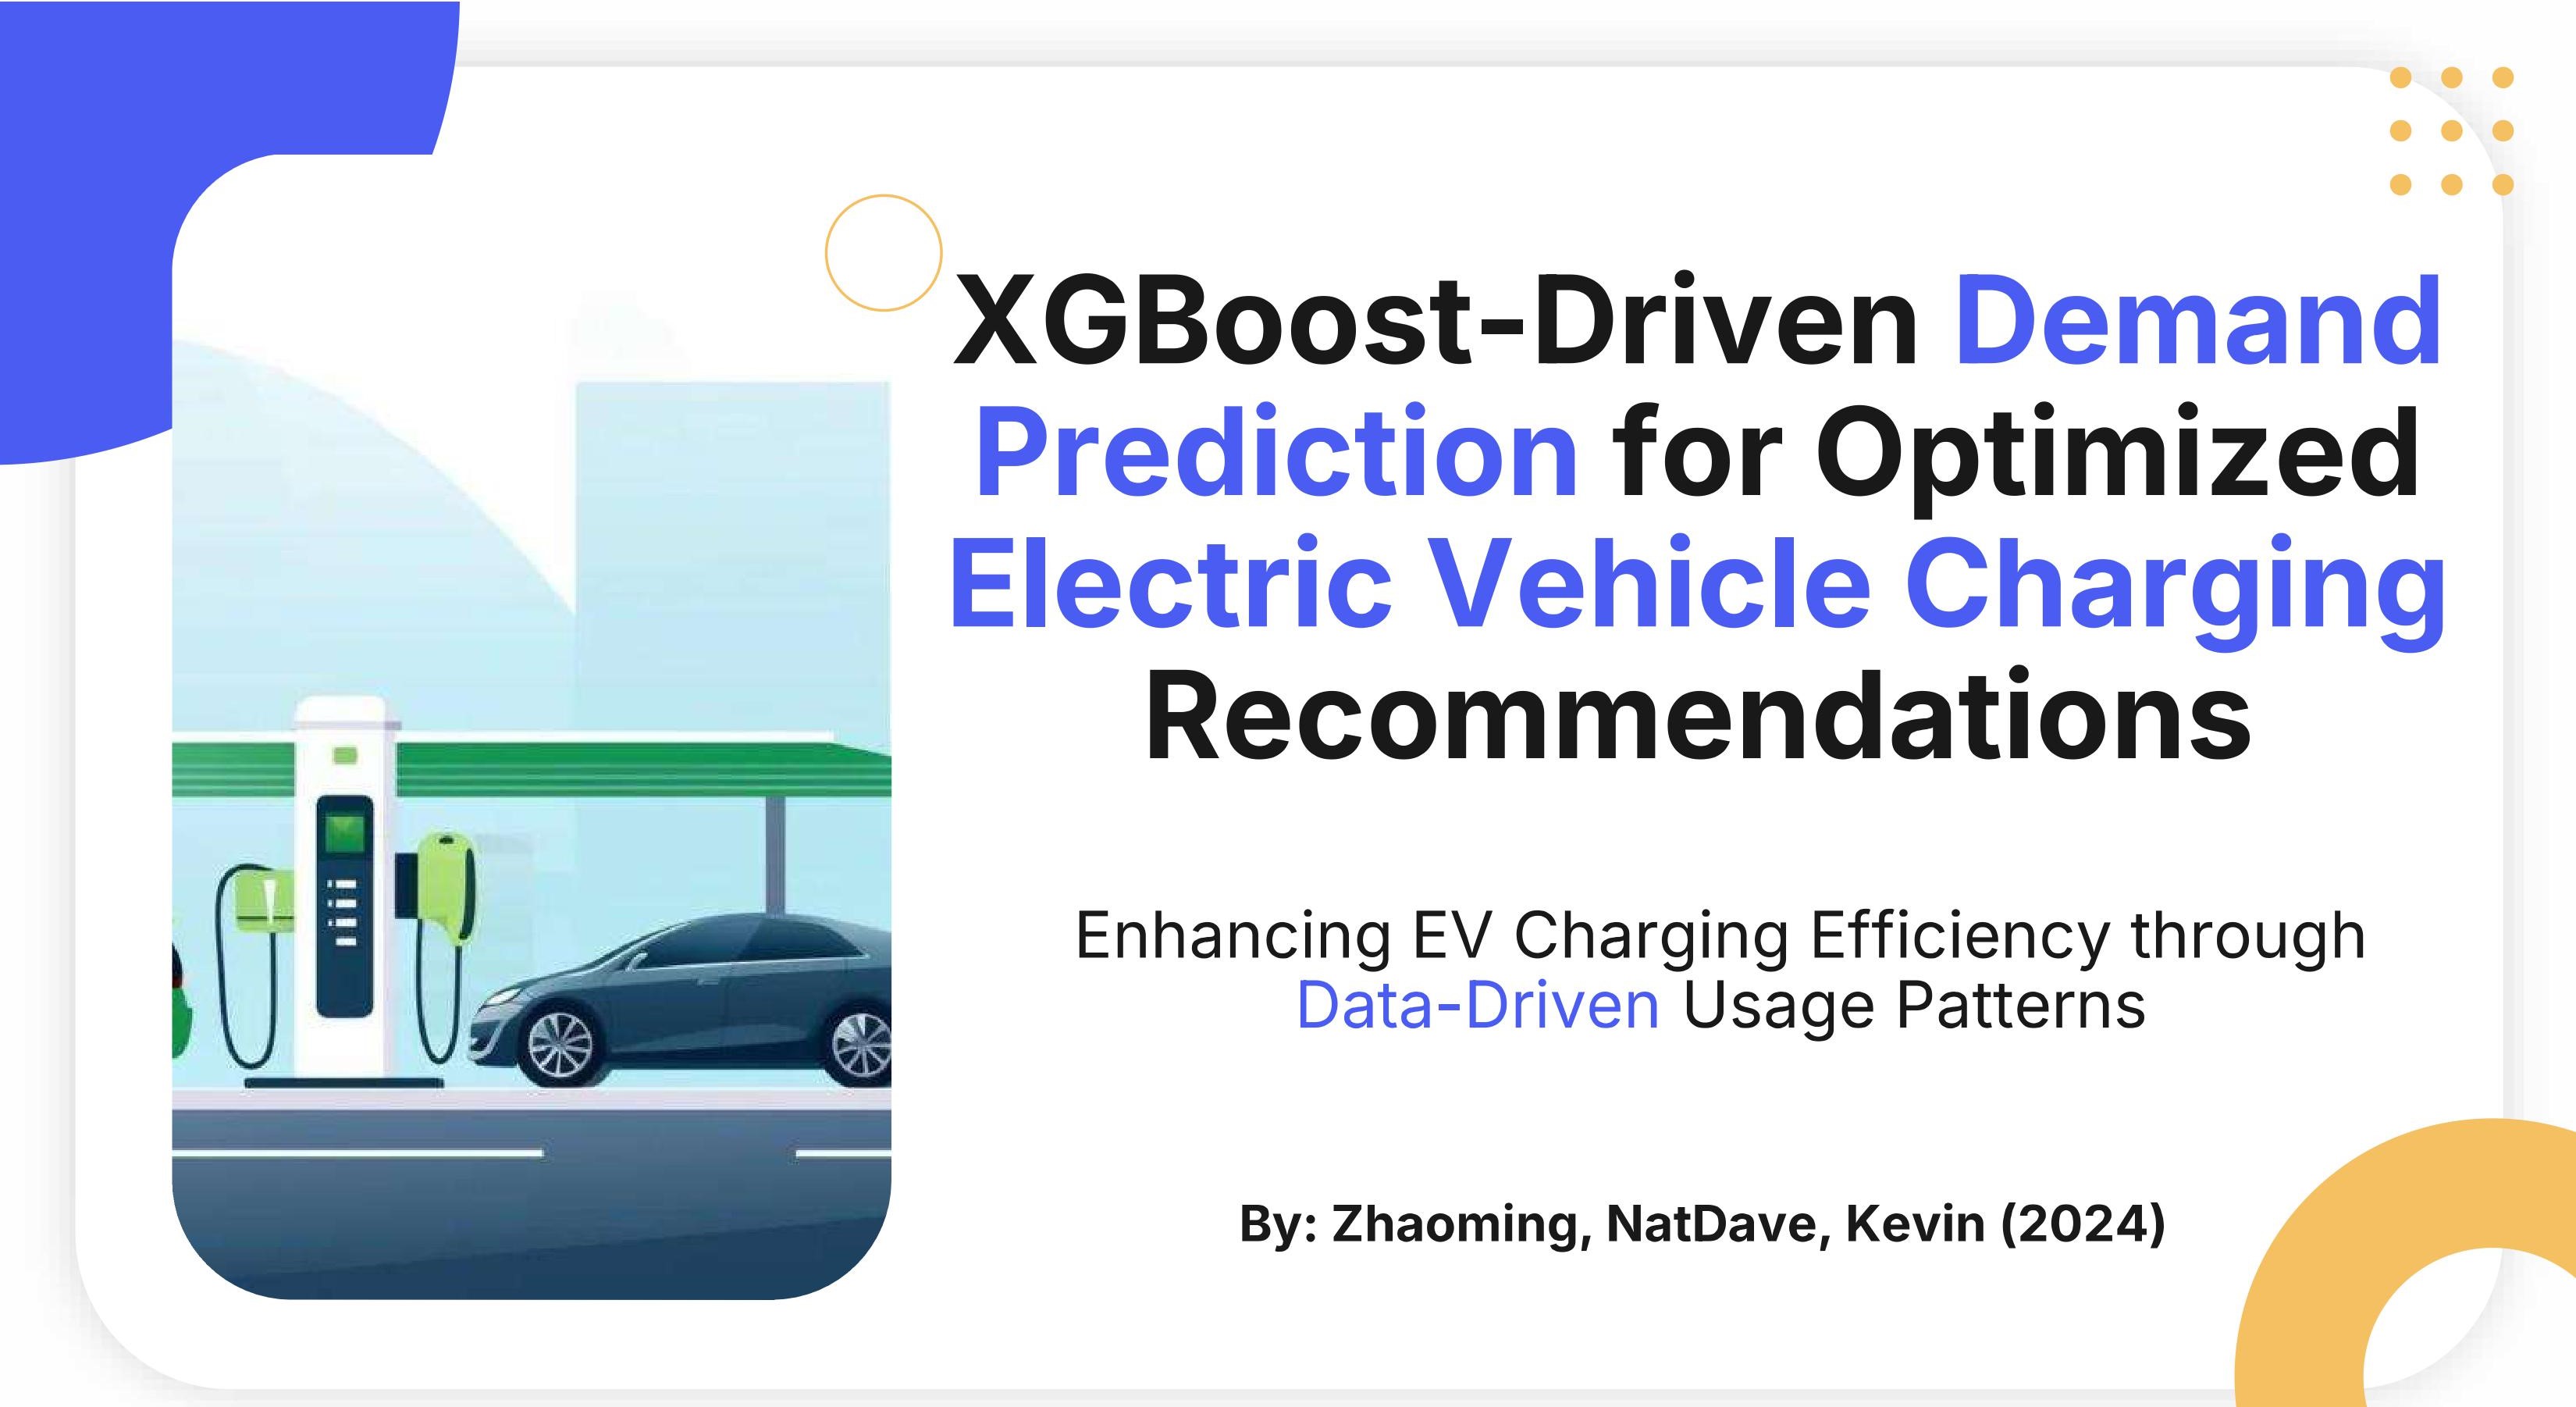 XGBoost-Driven Demand
Prediction for Optimized
Electric Vehicle Charging
Recommendations
Enhancing EV Charging Efficiency through
Data-Driven Usage Patterns
By: Zhaoming, NatDave, Kevin (2024)